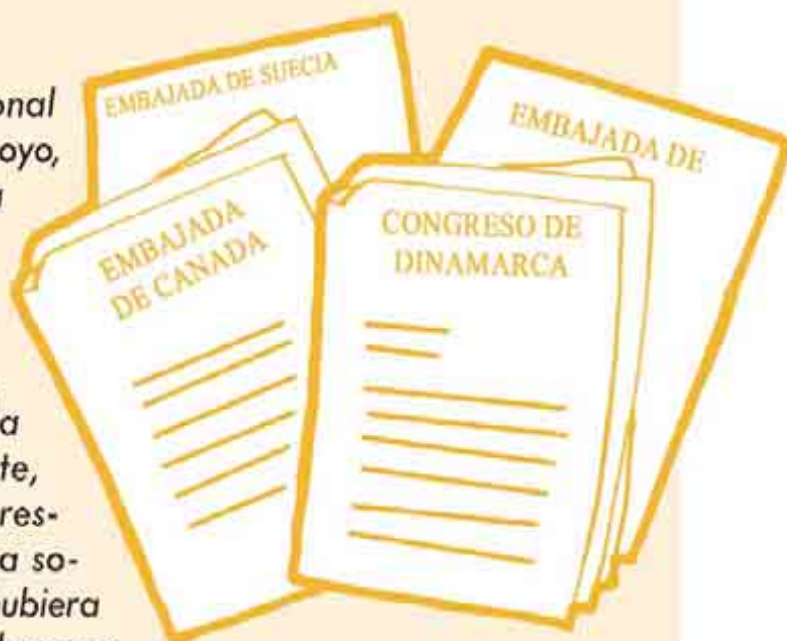 onal
oyo,
a
te,
res-
a so-
ubiera
EMBAJADA DE SUECIA
EMBAJADA DE
EMBAJADA
DE CANADA
CONGRESO DE
DINAMARCA